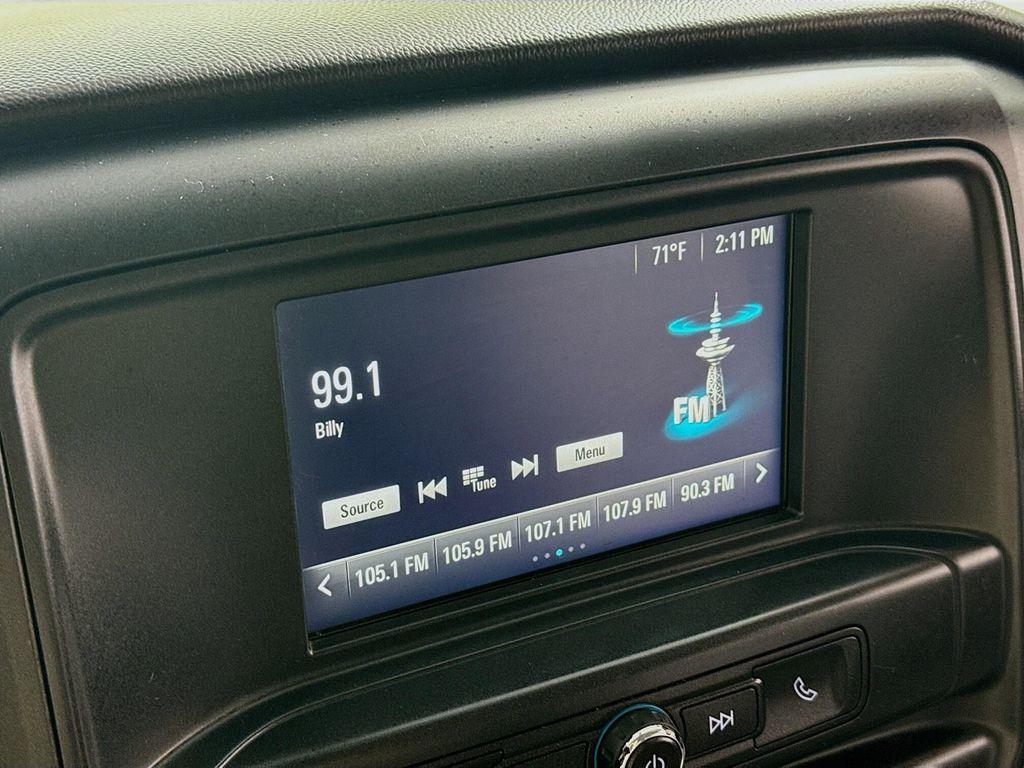 71°F 2:11 PM
99.1
Billy
FM
Source Tune Menu
105.1 FM 105.9 FM 107.1 FM 107.9 FM 90.3 FM